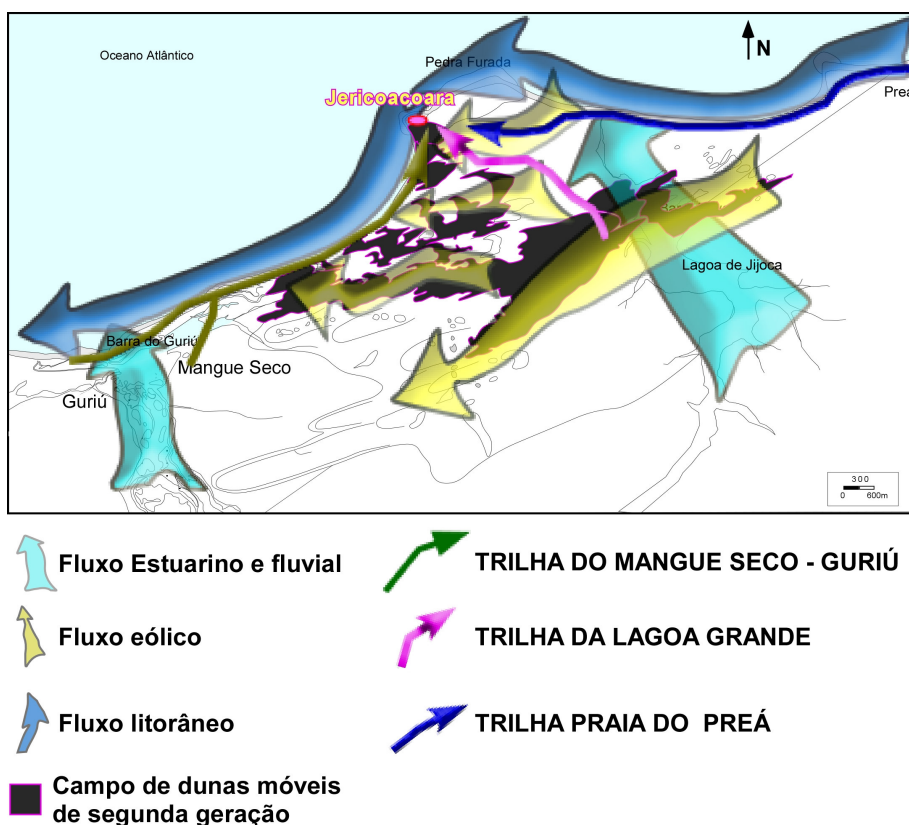 Oceano Atlântico
N
Pedra Furada
Jericoaçoara
Preá
Lagoa de Jijoca
Barra do Guriú
Mangue Seco
Guriú
300
0 600m
Fluxo Estuarino e fluvial
TRILHA DO MANGUE SECO - GURIÚ
Fluxo eólico
TRILHA DA LAGOA GRANDE
Fluxo litorâneo
TRILHA PRAIA DO PREÁ
Campo de dunas móveis
de segunda geração